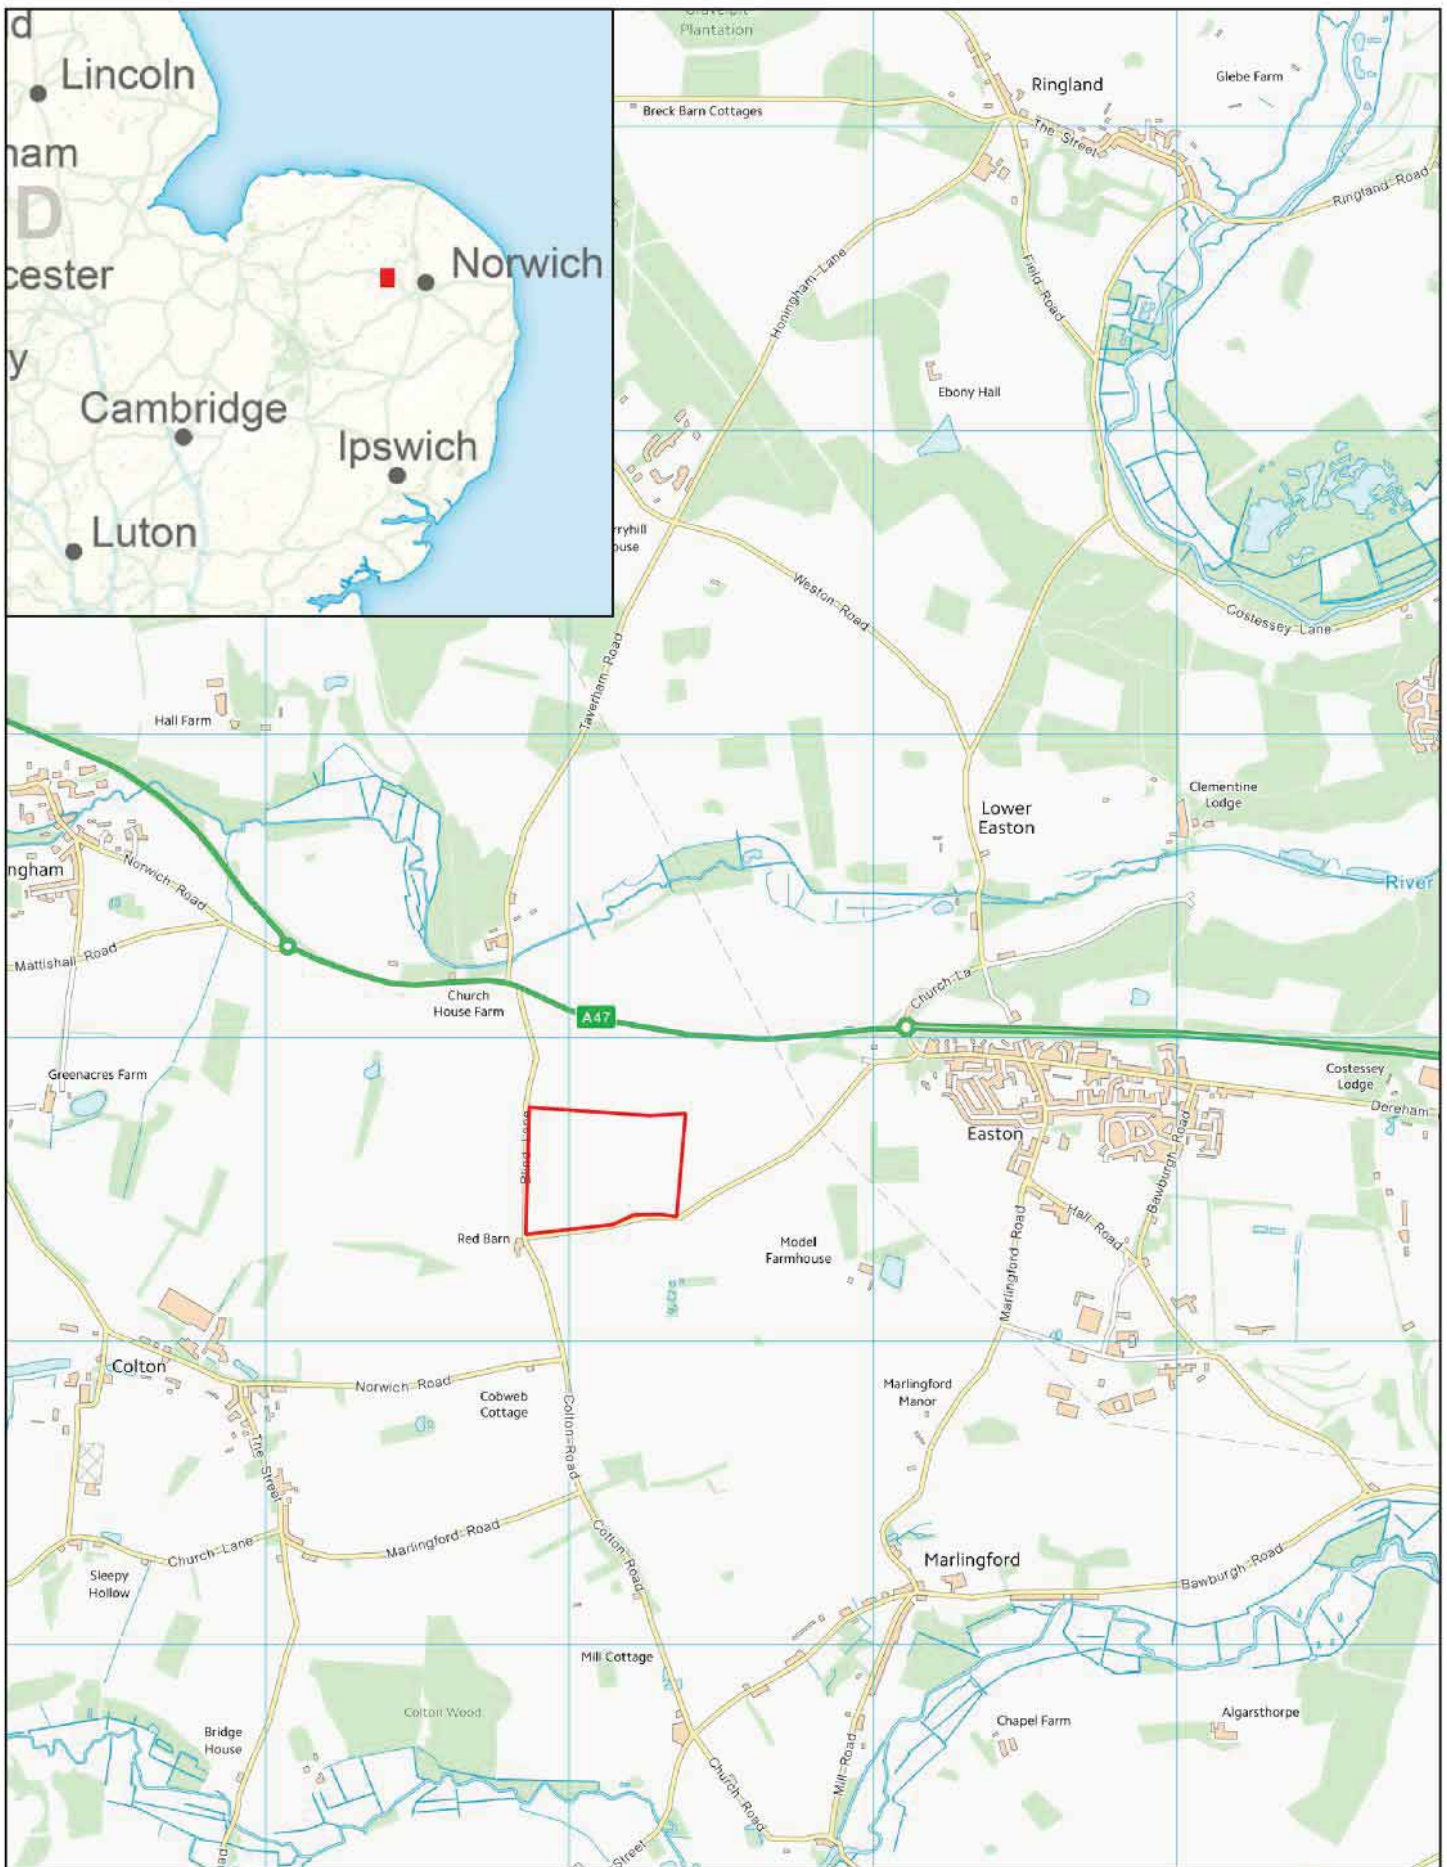 d
Lincoln
ham
D
cester
Norwich
y
Cambridge
Ipswich
Luton
Plantation
Ringland
Glebe Farm
Breck Barn Cottages
The Street
Ringland Road
Honingham Lane
Field Road
Ebony Hall
rryhill
ouse
Weston Road
Costessey Lane
Taverham Road
Hall Farm
Clementine
Lodge
Lower
Easton
ngham
Norwich Road
River
Mattishall Road
Church
House Farm
Church La
A47
Greenacres Farm
Costessey
Lodge
Dereham
Blind Lane
Easton
Bawburgh Road
Hall Road
Red Barn
Model
Farmhouse
Marlingford Road
Colton
Norwich Road
Cobweb
Cottage
Colton Road
Marlingford
Manor
The Street
Church Lane
Marlingford Road
Colton Road
Sleepy
Hollow
Marlingford
Bawburgh Road
Mill Cottage
Colton Wood
Bridge
House
Chapel Farm
Algarsthorpe
Church Road
Mill Road
Street
ad